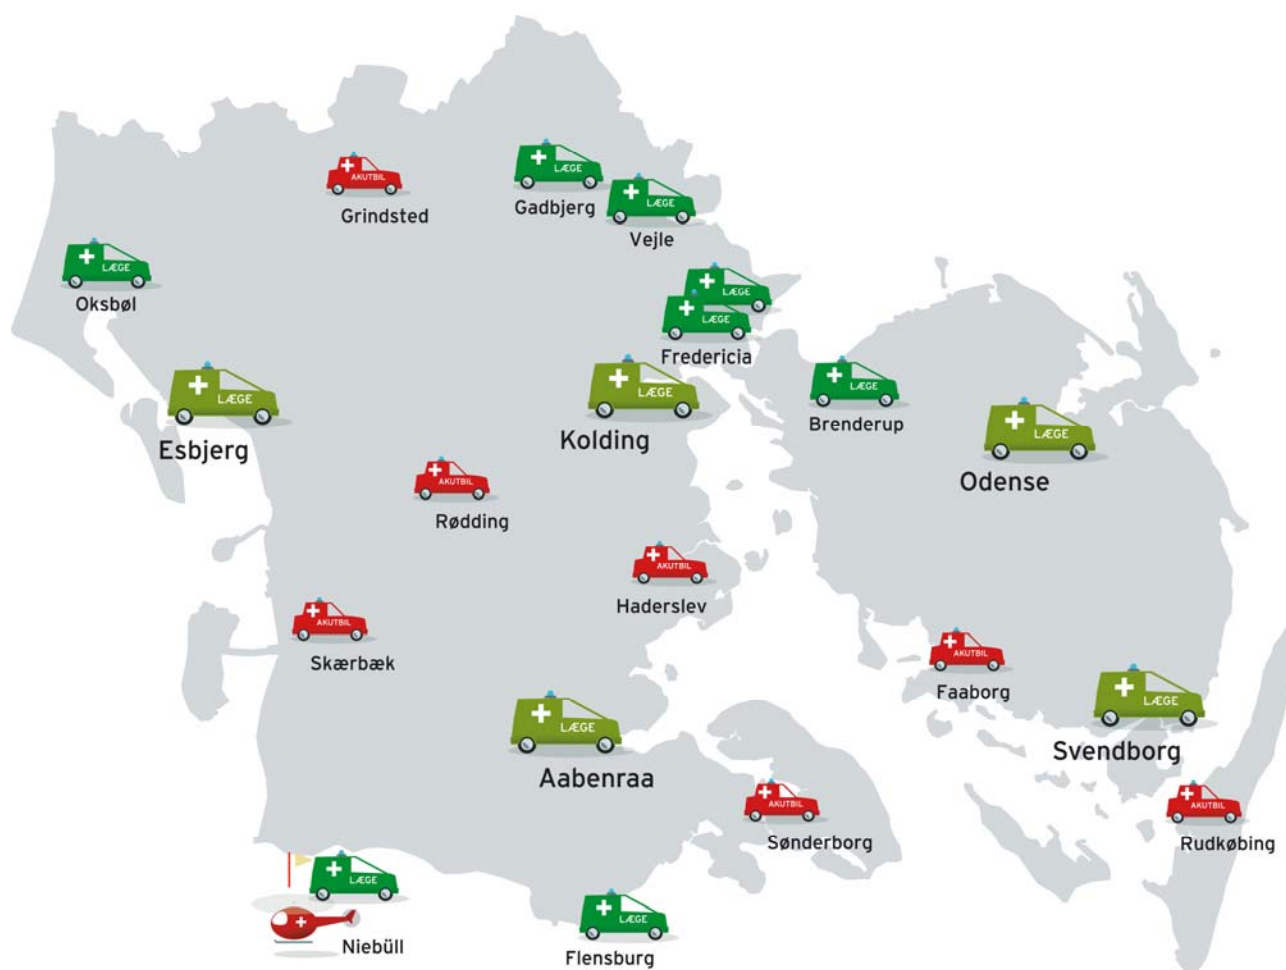 AKUTBIL
Grindsted
LÆGE
Gadbjerg
LÆGE
Vejle
LÆGE
Oksbøl
LÆGE
LÆGE
Fredericia
LÆGE
Esbjerg
LÆGE
Kolding
LÆGE
Brenderup
LÆGE
Odense
AKUTBIL
Rødding
AKUTBIL
Haderslev
AKUTBIL
Skærbæk
AKUTBIL
Faaborg
LÆGE
Svendborg
LÆGE
Aabenraa
AKUTBIL
Sønderborg
AKUTBIL
Rudkøbing
LÆGE
Niebüll
LÆGE
Flensburg